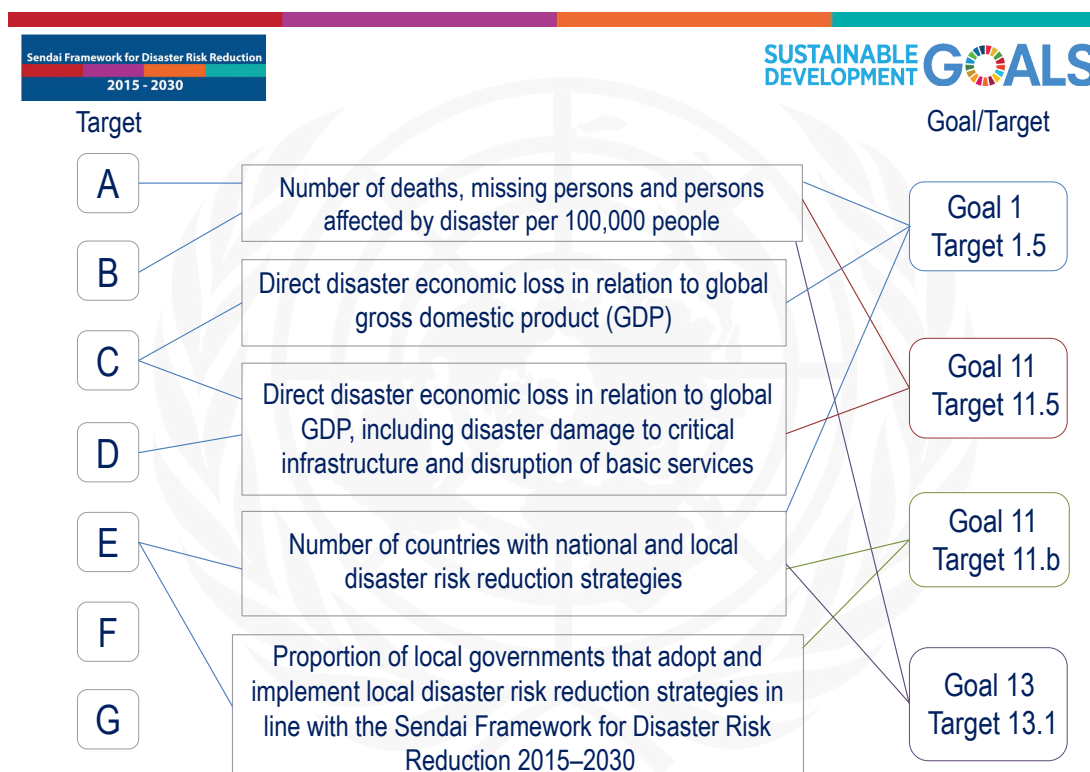 Sendai Framework for Disaster Risk Reduction
2015 - 2030
SUSTAINABLE
DEVELOPMENT
GOALS
Target
Goal/Target
A
B
C
D
E
F
G
Number of deaths, missing persons and persons
affected by disaster per 100,000 people
Direct disaster economic loss in relation to global
gross domestic product (GDP)
Direct disaster economic loss in relation to global
GDP, including disaster damage to critical
infrastructure and disruption of basic services
Number of countries with national and local
disaster risk reduction strategies
Proportion of local governments that adopt and
implement local disaster risk reduction strategies in
line with the Sendai Framework for Disaster Risk
Reduction 2015–2030
Goal 1
Target 1.5
Goal 11
Target 11.5
Goal 11
Target 11.b
Goal 13
Target 13.1